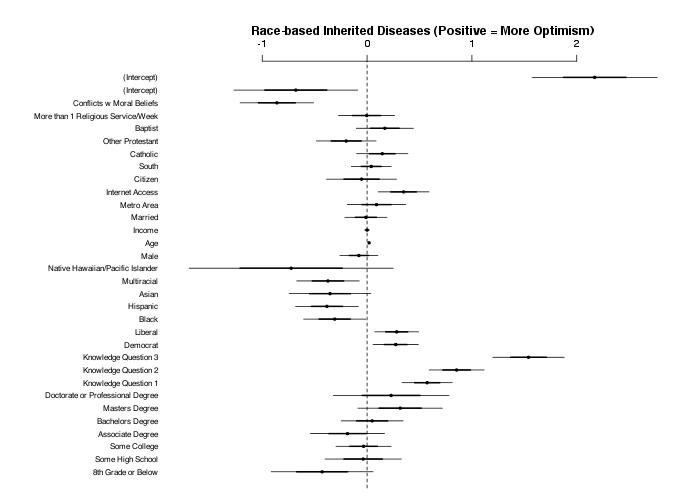 Race-based Inherited Diseases (Positive = More Optimism)
-1 0 1 2
(Intercept)
(Intercept)
Conflicts w Moral Beliefs
More than 1 Religious Service/Week
Baptist
Other Protestant
Catholic
South
Citizen
Internet Access
Metro Area
Married
Income
Age
Male
Native Hawaiian/Pacific Islander
Multiracial
Asian
Hispanic
Black
Liberal
Democrat
Knowledge Question 3
Knowledge Question 2
Knowledge Question 1
Doctorate or Professional Degree
Masters Degree
Bachelors Degree
Associate Degree
Some College
Some High School
8th Grade or Below